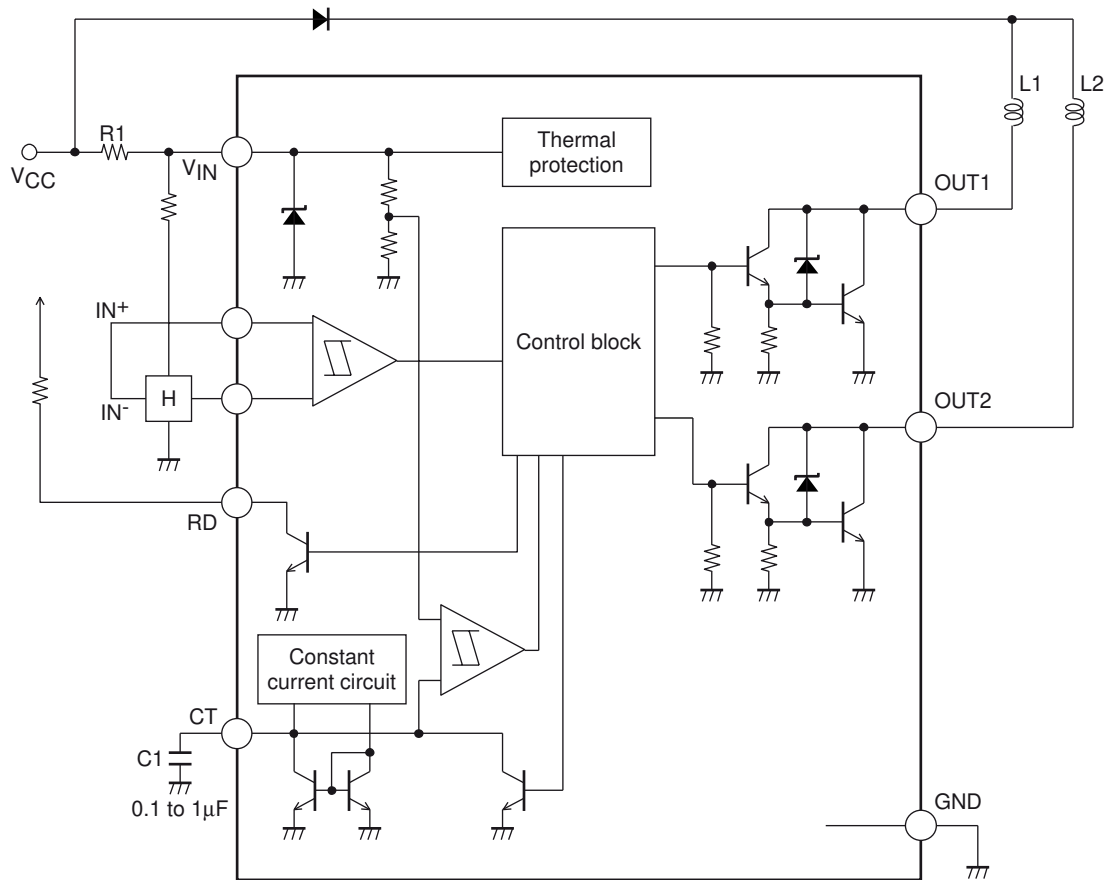 L1
L2
R1
VCC
VIN
Thermal
protection
OUT1
IN+
Control block
H
IN-
OUT2
RD
Constant
current circuit
CT
C1
0.1 to 1μF
GND